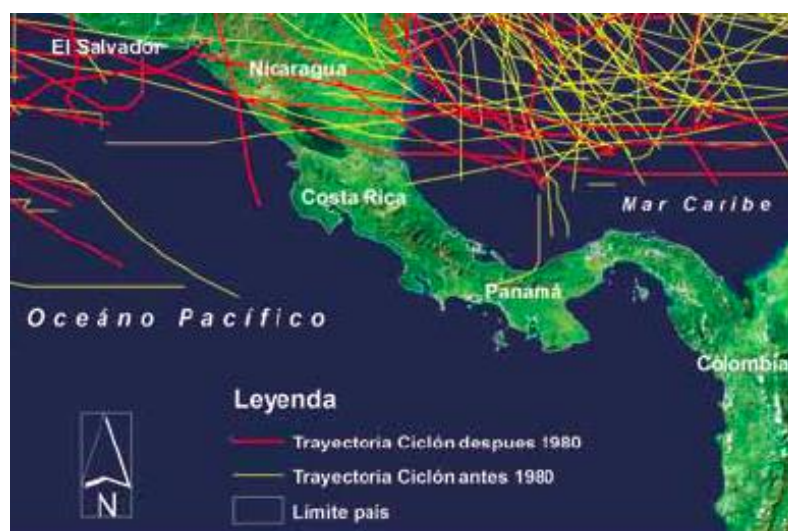 El Salvador
Nicaragua
Costa Rica
Mar Caribe
Panamá
Oceáno Pacífico
Colombia
Leyenda
Trayectoria Ciclón despues 1980
Trayectoria Ciclón antes 1980
Límite país
N